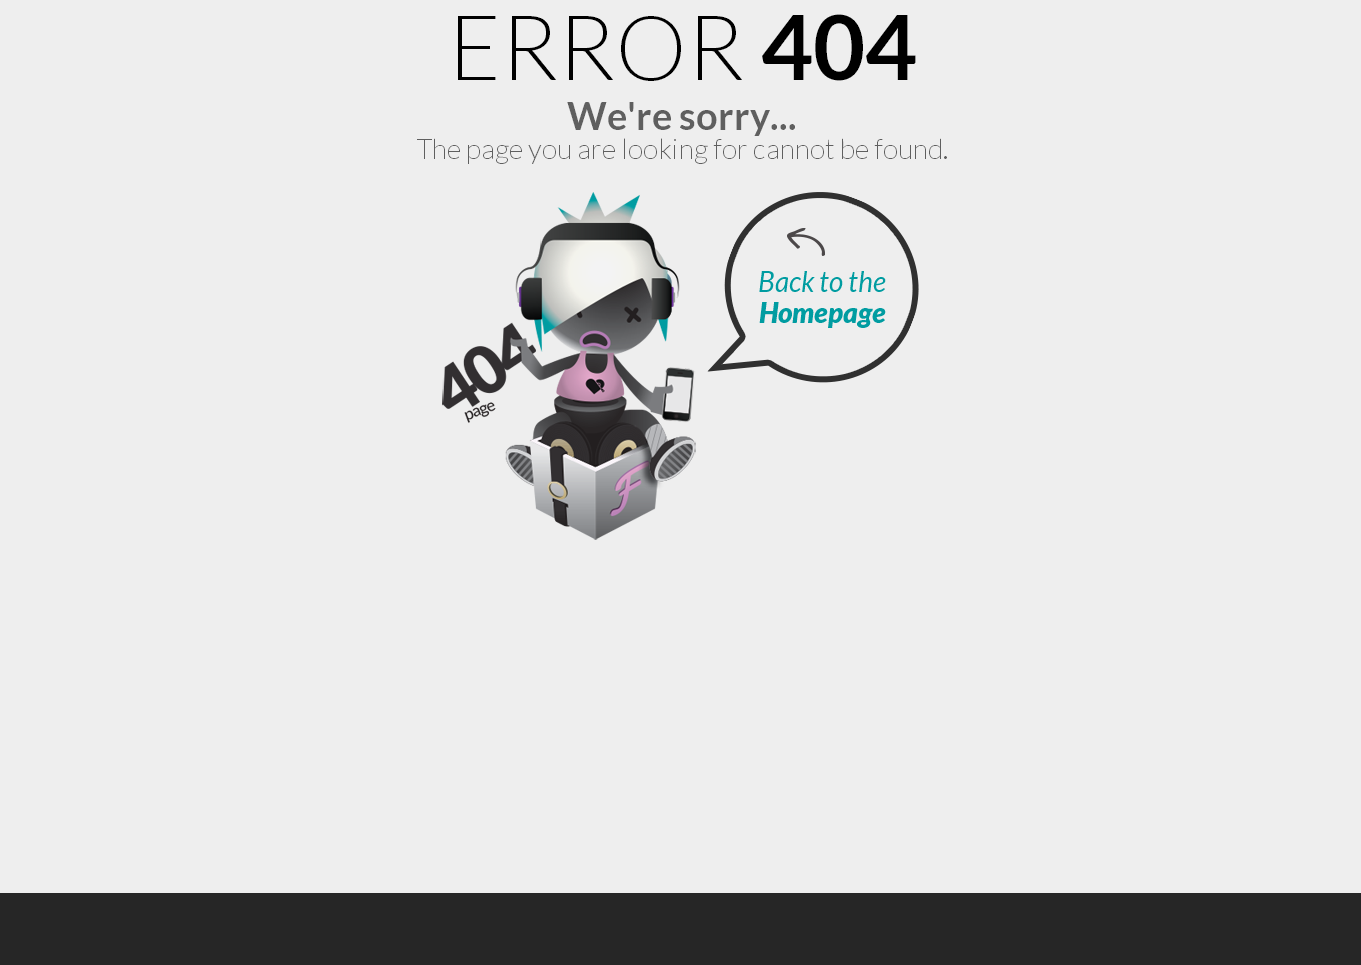 ERROR 404
We're sorry...
The page you are looking for cannot be found.
Back to the
Homepage
404
page
F